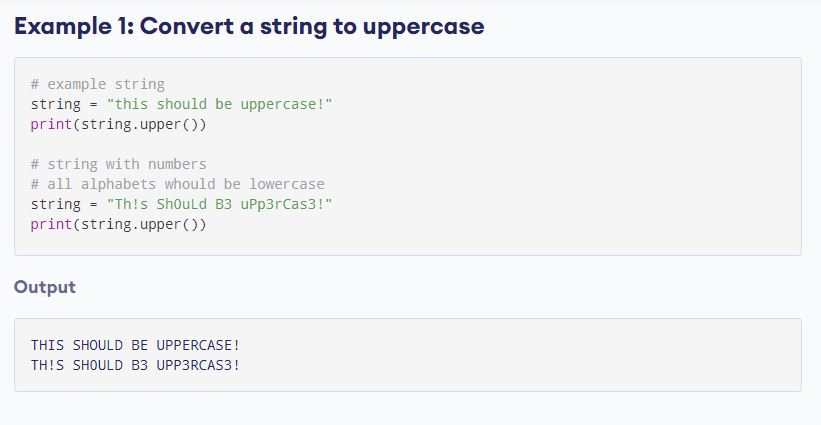 Example 1: Convert a string to uppercase
# example string
string = "this should be uppercase!"
print(string.upper())
# string with numbers
# all alphabets whould be lowercase
string = "Th!s Sh0uLd B3 uPp3rCas3!"
print(string.upper())
Output
THIS SHOULD BE UPPERCASE!
TH!S SH0ULD B3 UPP3RCAS3!